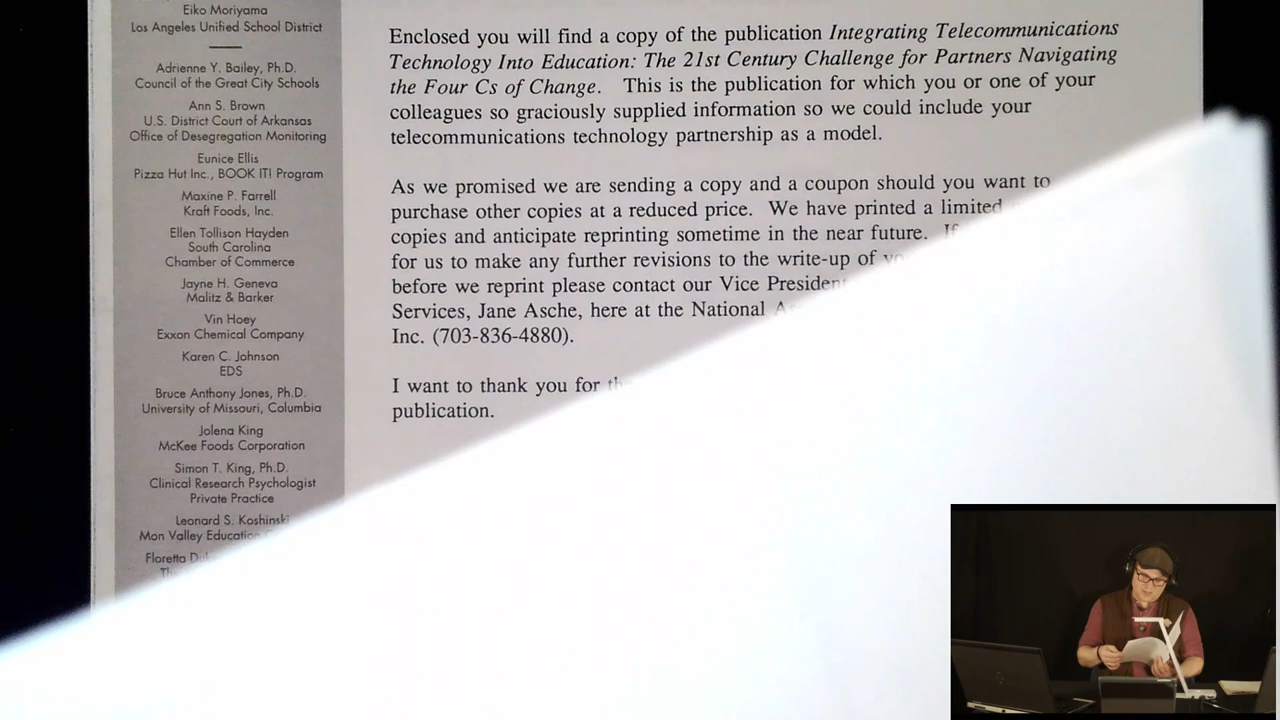 Eiko Moriyama
Los Angeles Unified School District
Adrienne Y. Bailey, Ph.D.
Council of the Great City Schools
Ann S. Brown
U.S. District Court of Arkansas
Office of Desegregation Monitoring
Eunice Ellis
Pizza Hut Inc., BOOK IT! Program
Maxine P. Farrell
Kraft Foods, Inc.
Ellen Tollison Hayden
South Carolina
Chamber of Commerce
Jayne H. Geneva
Malitz & Barker
Vin Hoey
Exxon Chemical Company
Karen C. Johnson
EDS
Bruce Anthony Jones, Ph.D.
University of Missouri, Columbia
Jolena King
McKee Foods Corporation
Simon T. King, Ph.D.
Clinical Research Psychologist
Private Practice
Leonard S. Koshinski
Mon Valley Education
Floretta
Enclosed you will find a copy of the publication Integrating Telecommunications
Technology Into Education: The 21st Century Challenge for Partners Navigating
the Four Cs of Change. This is the publication for which you or one of your
colleagues so graciously supplied information so we could include your
telecommunications technology partnership as a model.
As we promised we are sending a copy and a coupon should you want to
purchase other copies at a reduced price. We have printed a limited
copies and anticipate reprinting sometime in the near future. If
for us to make any further revisions to the write-up of
before we reprint please contact our Vice President
Services, Jane Asche, here at the National
Inc. (703-836-4880).
I want to thank you for
publication.